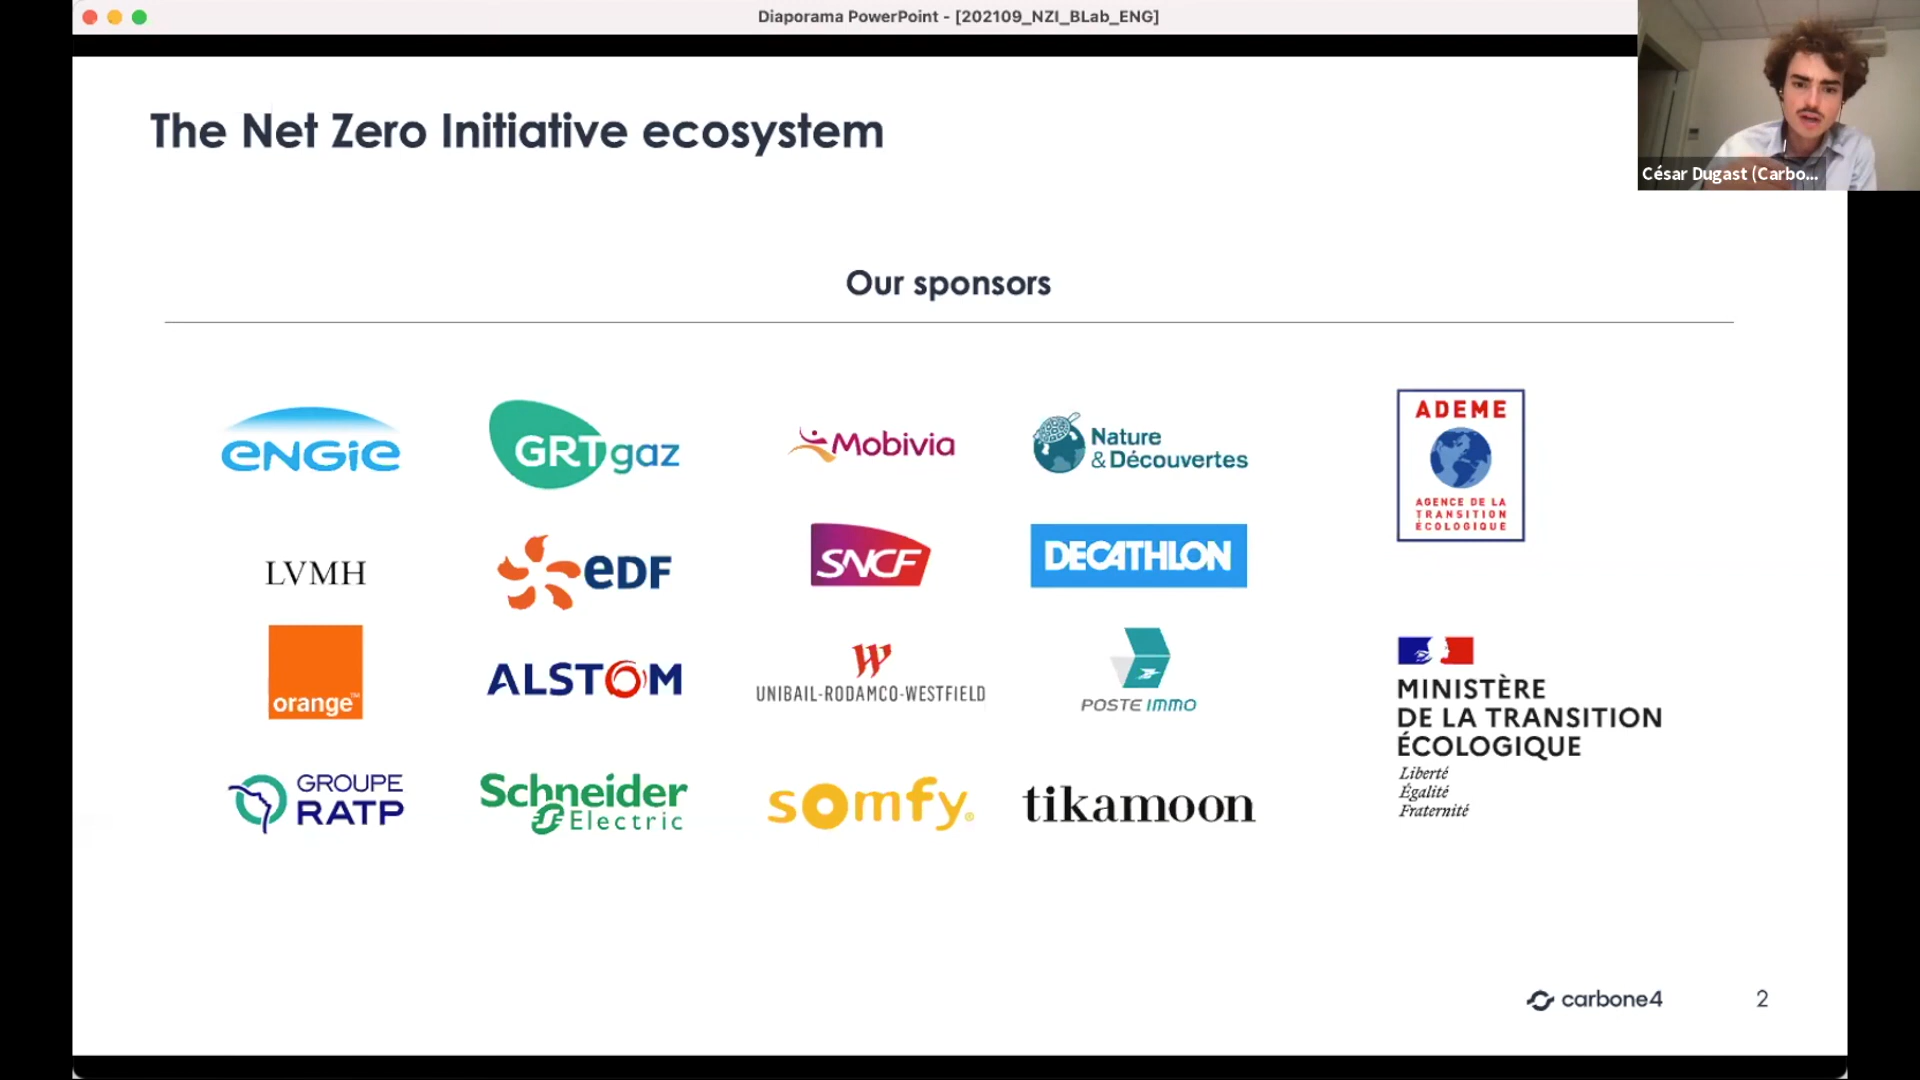 Diaporama PowerPoint - [202109_NZI_BLab_ENG]
César Dugast (Carbo...
The Net Zero Initiative ecosystem
Our sponsors
ENGIE
GRTgaz
Mobivia
Nature
& Découvertes
ADEME
AGENCE DE LA
TRANSITION
ÉCOLOGIQUE
LVMH
eDF
SNCF
DECATHLON
orange™
ALSTOM
UNIBAIL-RODAMCO-WESTFIELD
POSTE IMMO
MINISTÈRE
DE LA TRANSITION
ÉCOLOGIQUE
Liberté
Égalité
Fraternité
GROUPE
RATP
Schneider
Electric
somfy®
tikamoon
carbone4
2